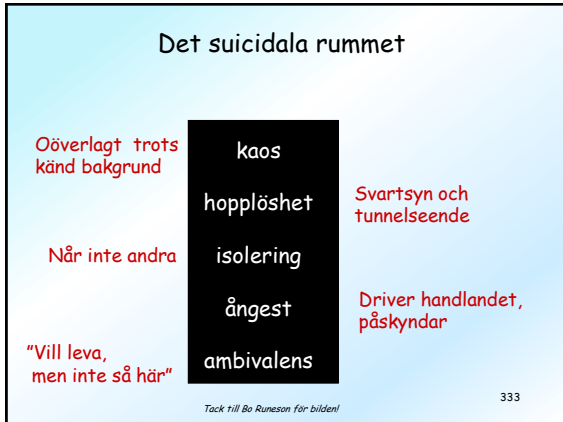 Det suicidala rummet
Oöverlagt trots
känd bakgrund
kaos
hopplöshet
Svartsyn och
tunnelseende
Når inte andra
isolering
ångest
Driver handlandet,
påskyndar
"Vill leva,
men inte så här"
ambivalens
Tack till Bo Runeson för bilden!
333